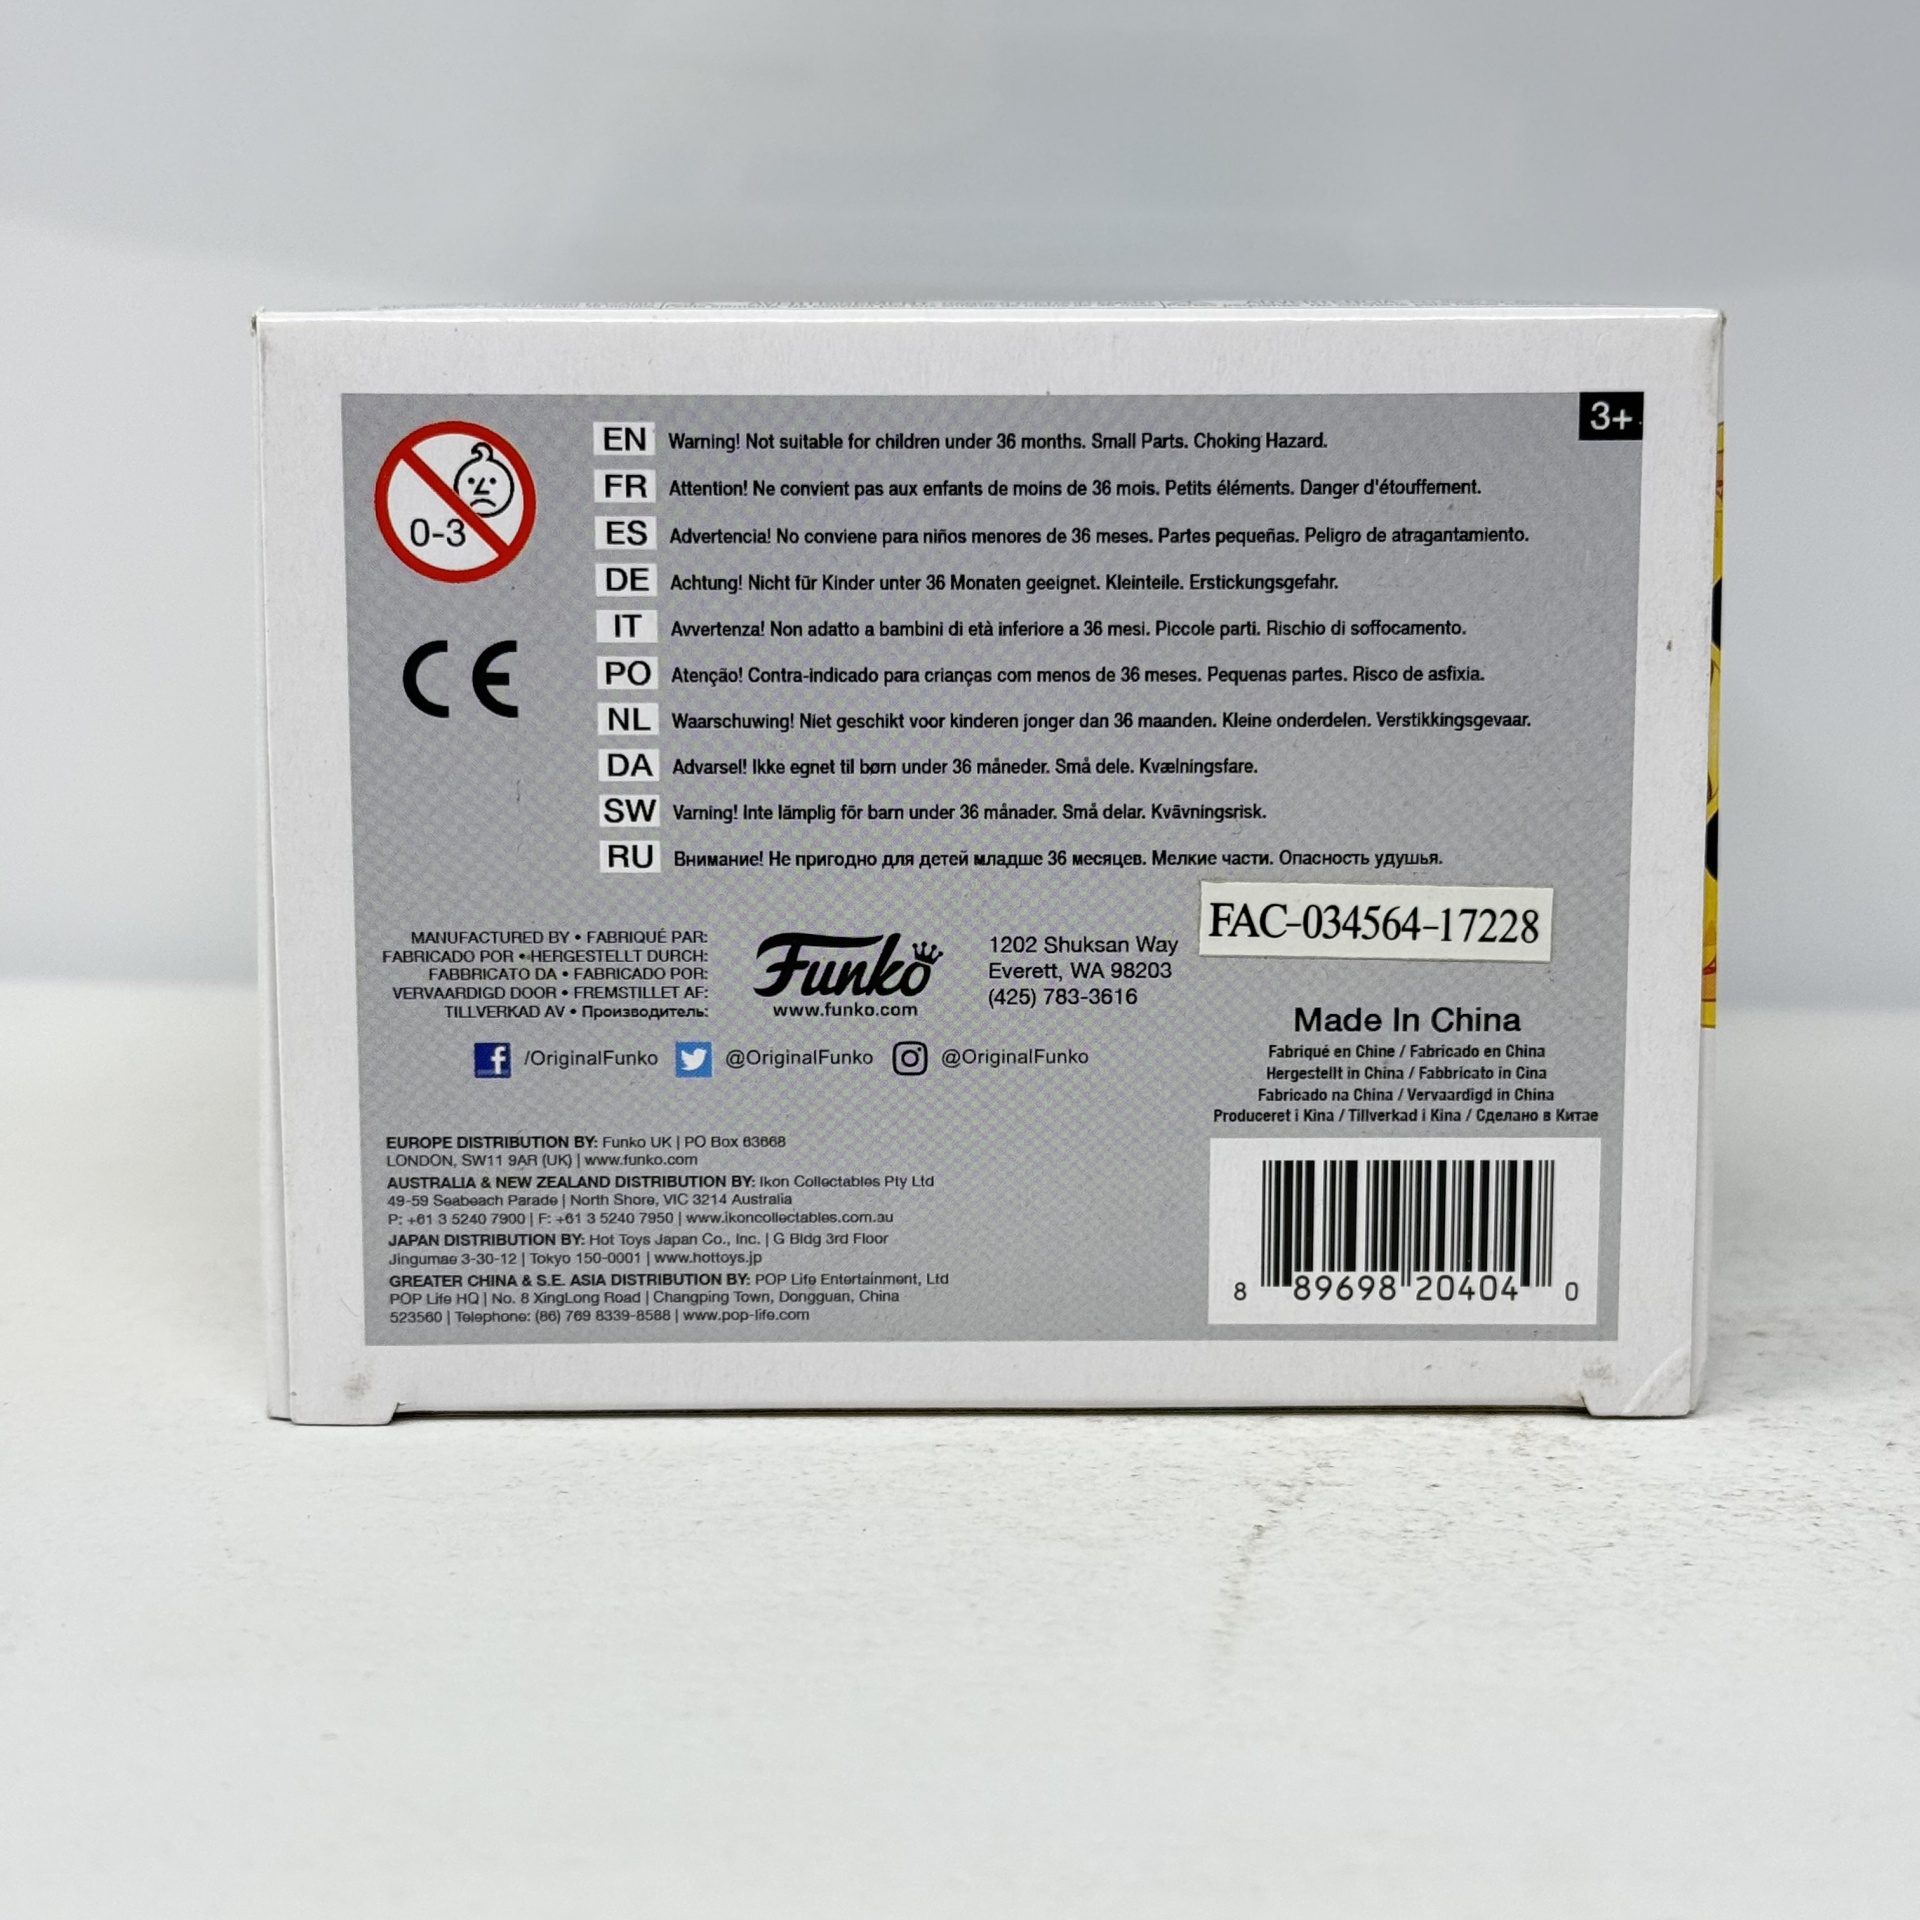 3+
0-3
CE
EN Warning! Not suitable for children under 36 months. Small Parts. Choking Hazard.
FR Attention! Ne convient pas aux enfants de moins de 36 mois. Petits éléments. Danger d'étouffement.
ES Advertencia! No conviene para niños menores de 36 meses. Partes pequeñas. Peligro de atragantamiento.
DE Achtung! Nicht für Kinder unter 36 Monaten geeignet. Kleinteile. Erstickungsgefahr.
IT Avvertenza! Non adatto a bambini di età inferiore a 36 mesi. Piccole parti. Rischio di soffocamento.
PO Atenção! Contra-indicado para crianças com menos de 36 meses. Pequenas partes. Risco de asfixia.
NL Waarschuwing! Niet geschikt voor kinderen jonger dan 36 maanden. Kleine onderdelen. Verstikkingsgevaar.
DA Advarsel! Ikke egnet til børn under 36 måneder. Små dele. Kvælningsfare.
SW Varning! Inte lämplig för barn under 36 månader. Små delar. Kvävningsrisk.
RU Внимание! Не пригодно для детей младше 36 месяцев. Мелкие части. Опасность удушья.
MANUFACTURED BY • FABRIQUÉ PAR:
FABRICADO POR • HERGESTELLT DURCH:
FABBRICATO DA • FABRICADO POR:
VERVAARDIGD DOOR • FREMSTILLET AF:
TILLVERKAD AV • Производитель:
Funko
www.funko.com
1202 Shuksan Way
Everett, WA 98203
(425) 783-3616
FAC-034564-17228
/OriginalFunko @OriginalFunko @OriginalFunko
Made In China
Fabriqué en Chine / Fabricado en China
Hergestellt in China / Fabbricato in Cina
Fabricado na China / Vervaardigd in China
Produceret i Kina / Tillverkad i Kina / Сделано в Китае
EUROPE DISTRIBUTION BY: Funko UK | PO Box 63668
LONDON, SW11 9AR (UK) | www.funko.com
AUSTRALIA & NEW ZEALAND DISTRIBUTION BY: Ikon Collectables Pty Ltd
49-59 Seabeach Parade | North Shore, VIC 3214 Australia
P: +61 3 5240 7900 | F: +61 3 5240 7950 | www.ikoncollectables.com.au
JAPAN DISTRIBUTION BY: Hot Toys Japan Co., Inc. | G Bldg 3rd Floor
Jingumae 3-30-12 | Tokyo 150-0001 | www.hottoys.jp
GREATER CHINA & S.E. ASIA DISTRIBUTION BY: POP Life Entertainment, Ltd
POP Life HQ | No. 8 XingLong Road | Changping Town, Dongguan, China
523560 | Telephone: (86) 769 8339-8588 | www.pop-life.com
8 89698 20404 0